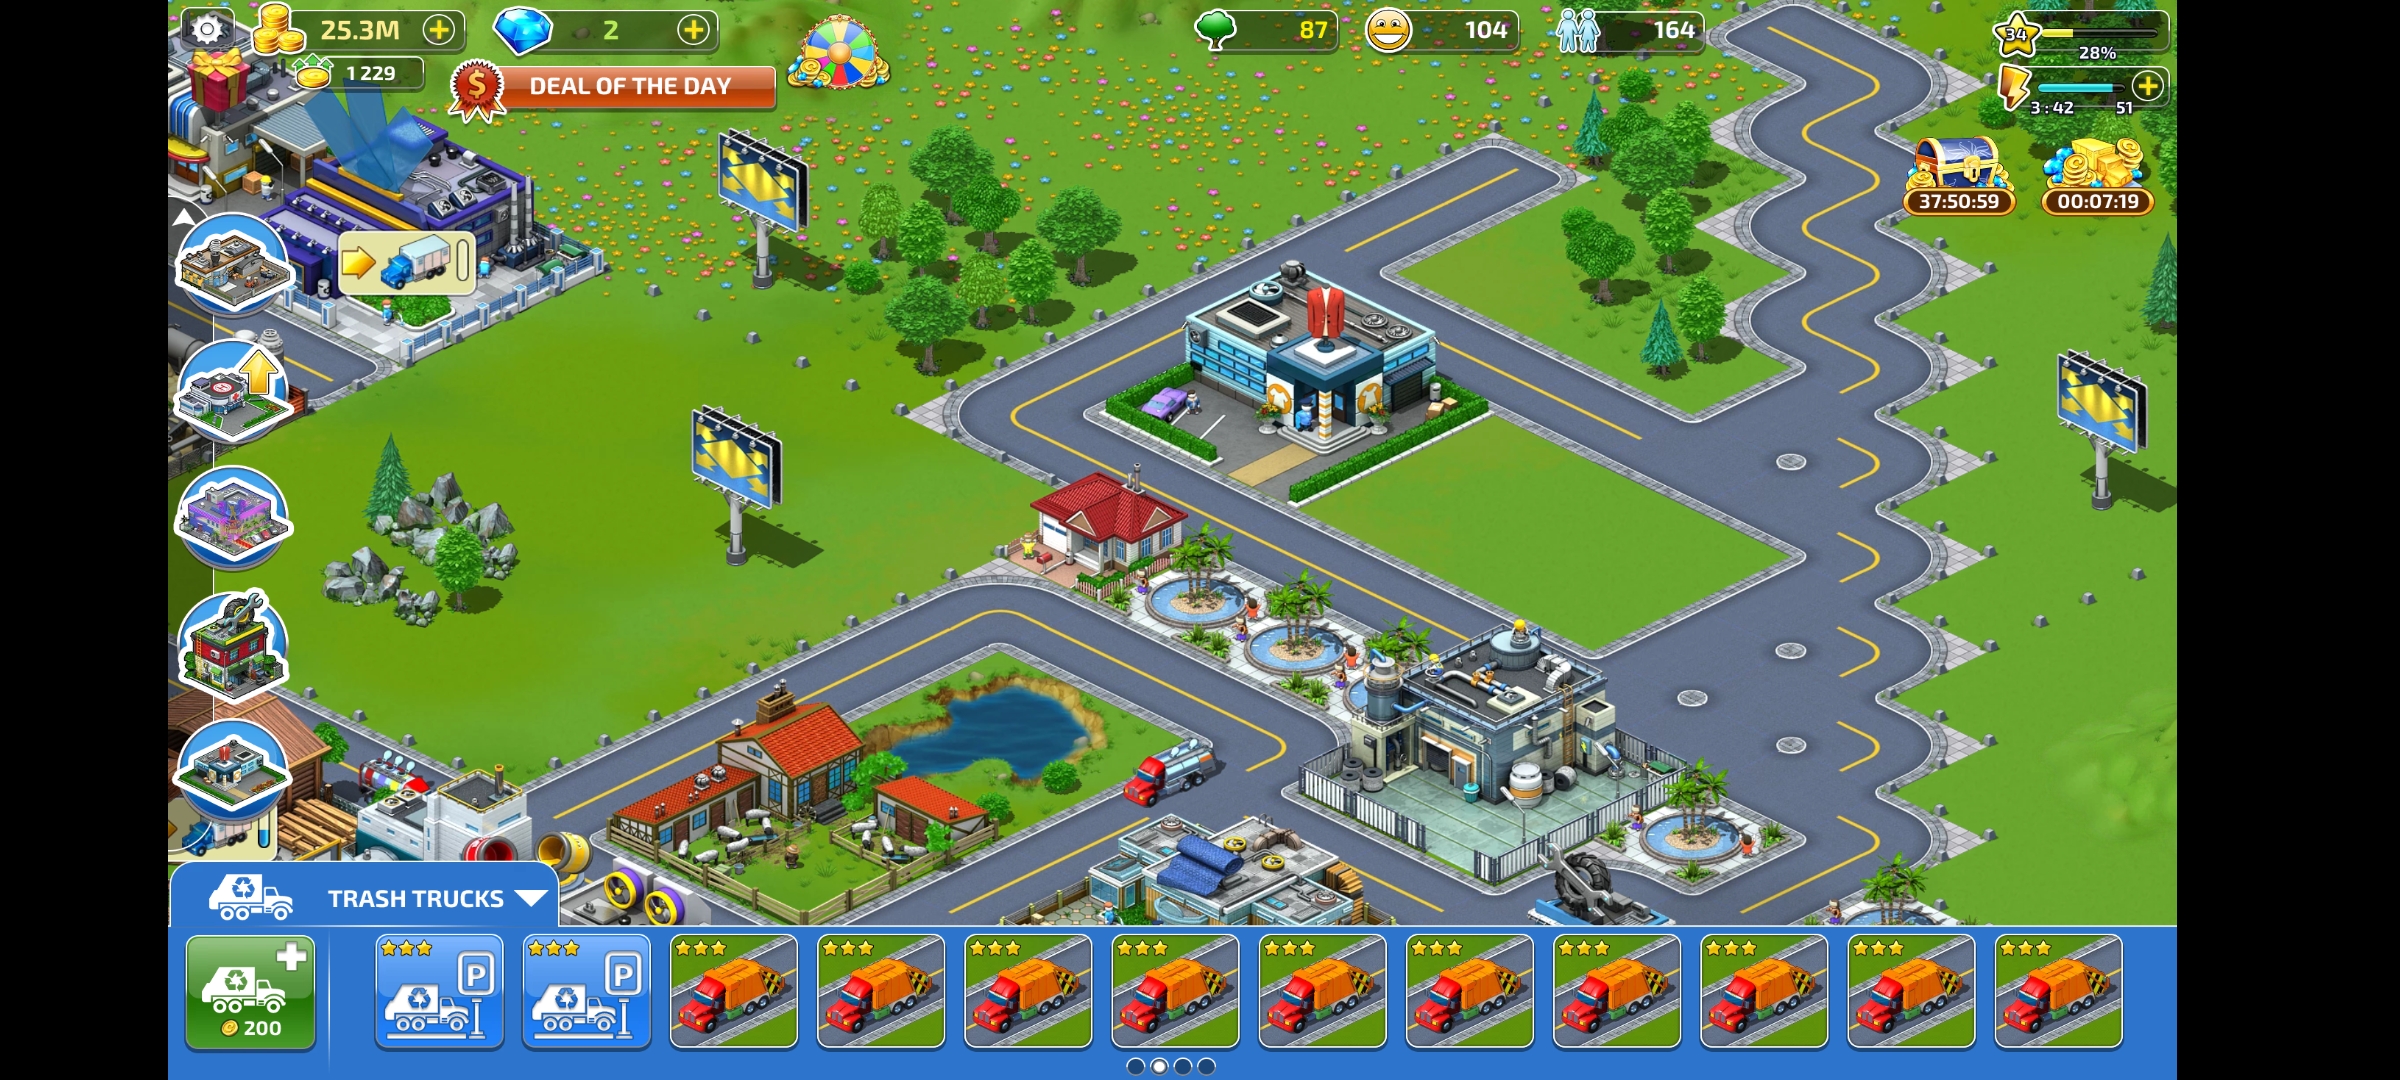 25.3M
2
87
104
164
34
28%
1 229
DEAL OF THE DAY
3:42
51
37:50:59
00:07:19
TRASH TRUCKS
200
P
P